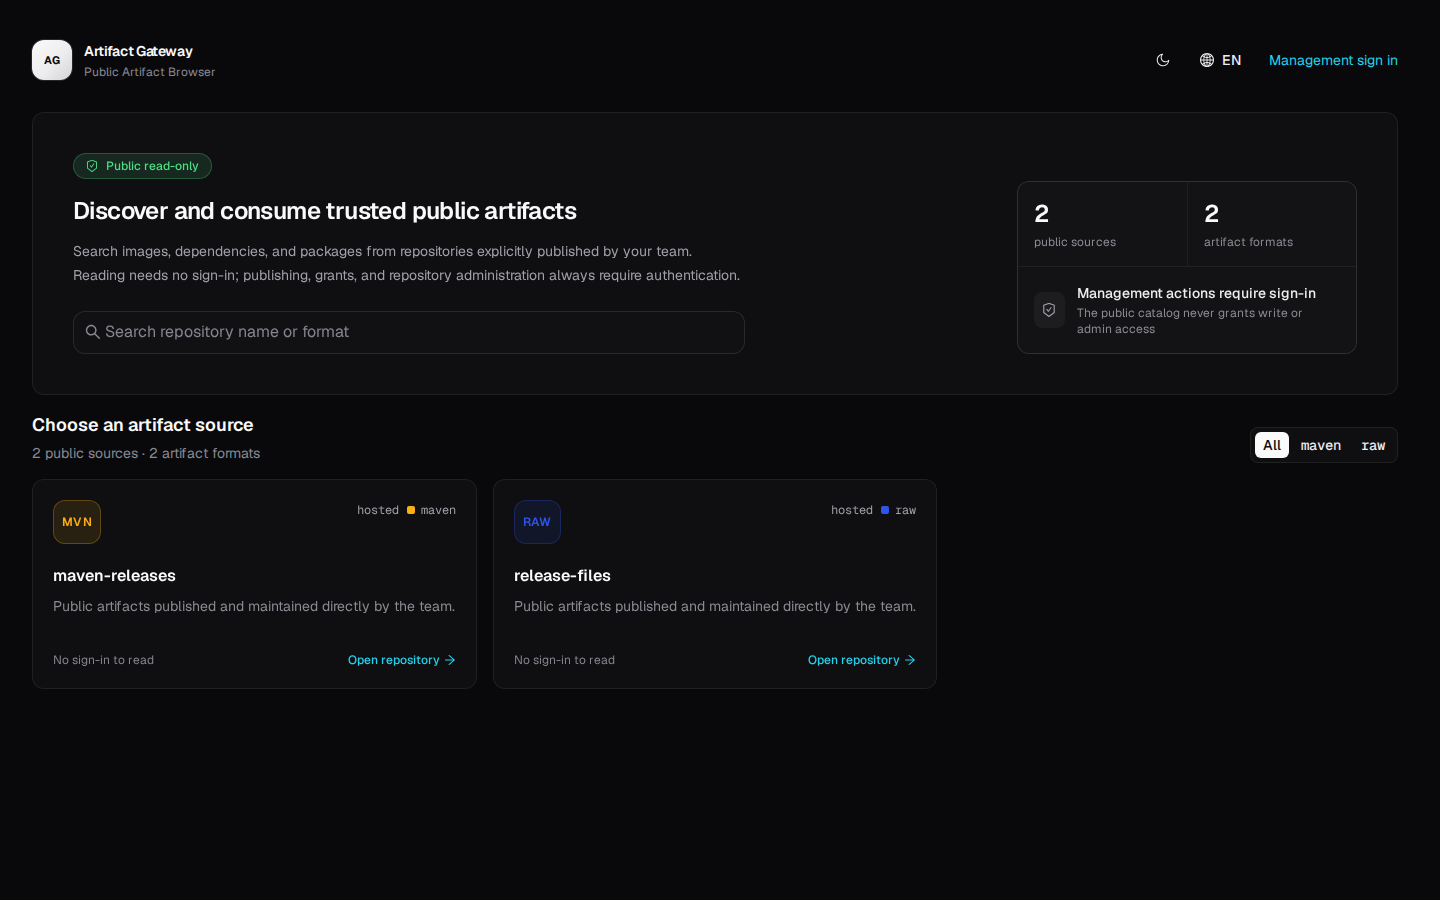 AG
Artifact Gateway
Public Artifact Browser
EN
Management sign in
Public read-only
Discover and consume trusted public artifacts
Search images, dependencies, and packages from repositories explicitly published by your team.
Reading needs no sign-in; publishing, grants, and repository administration always require authentication.
Search repository name or format
2
public sources
2
artifact formats
Management actions require sign-in
The public catalog never grants write or
admin access
Choose an artifact source
2 public sources · 2 artifact formats
All
maven
raw
MVN
hosted
maven
maven-releases
Public artifacts published and maintained directly by the team.
No sign-in to read
Open repository
RAW
hosted
raw
release-files
Public artifacts published and maintained directly by the team.
No sign-in to read
Open repository